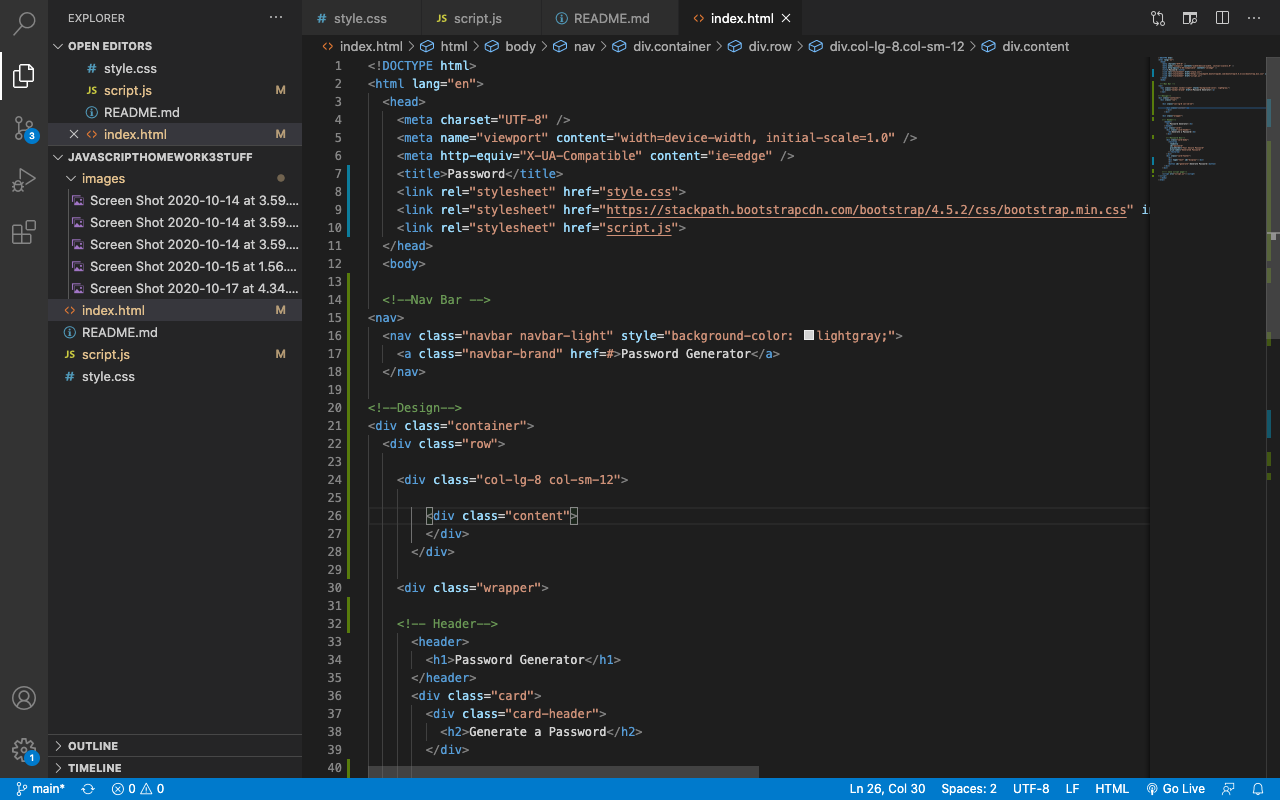 EXPLORER
OPEN EDITORS
style.css
JS script.js M
README.md
index.html M
JAVASCRIPTHOMEWORK3STUFF
images
Screen Shot 2020-10-14 at 3.59....
Screen Shot 2020-10-14 at 3.59....
Screen Shot 2020-10-14 at 3.59....
Screen Shot 2020-10-15 at 1.56....
Screen Shot 2020-10-17 at 4.34....
index.html M
README.md
JS script.js M
# style.css
OUTLINE
TIMELINE
3
1
# style.css JS script.js README.md index.html
index.html > html > body > nav > div.container > div.row > div.col-lg-8.col-sm-12 > div.content
1 <!DOCTYPE html>
2 <html lang="en">
3 <head>
4 <meta charset="UTF-8" />
5 <meta name="viewport" content="width=device-width, initial-scale=1.0" />
6 <meta http-equiv="X-UA-Compatible" content="ie=edge" />
7 <title>Password</title>
8 <link rel="stylesheet" href="style.css">
9 <link rel="stylesheet" href="https://stackpath.bootstrapcdn.com/bootstrap/4.5.2/css/bootstrap.min.css" in
10 <link rel="stylesheet" href="script.js">
11 </head>
12 <body>
13
14 <!--Nav Bar -->
15 <nav>
16 <nav class="navbar navbar-light" style="background-color: lightgray;">
17 <a class="navbar-brand" href=#>Password Generator</a>
18 </nav>
19
20 <!--Design-->
21 <div class="container">
22 <div class="row">
23
24 <div class="col-lg-8 col-sm-12">
25
26 <div class="content">
27 </div>
28 </div>
29
30 <div class="wrapper">
31
32 <!-- Header-->
33 <header>
34 <h1>Password Generator</h1>
35 </header>
36 <div class="card">
37 <div class="card-header">
38 <h2>Generate a Password</h2>
39 </div>
40
main* 0 0 Ln 26, Col 30 Spaces: 2 UTF-8 LF HTML Go Live